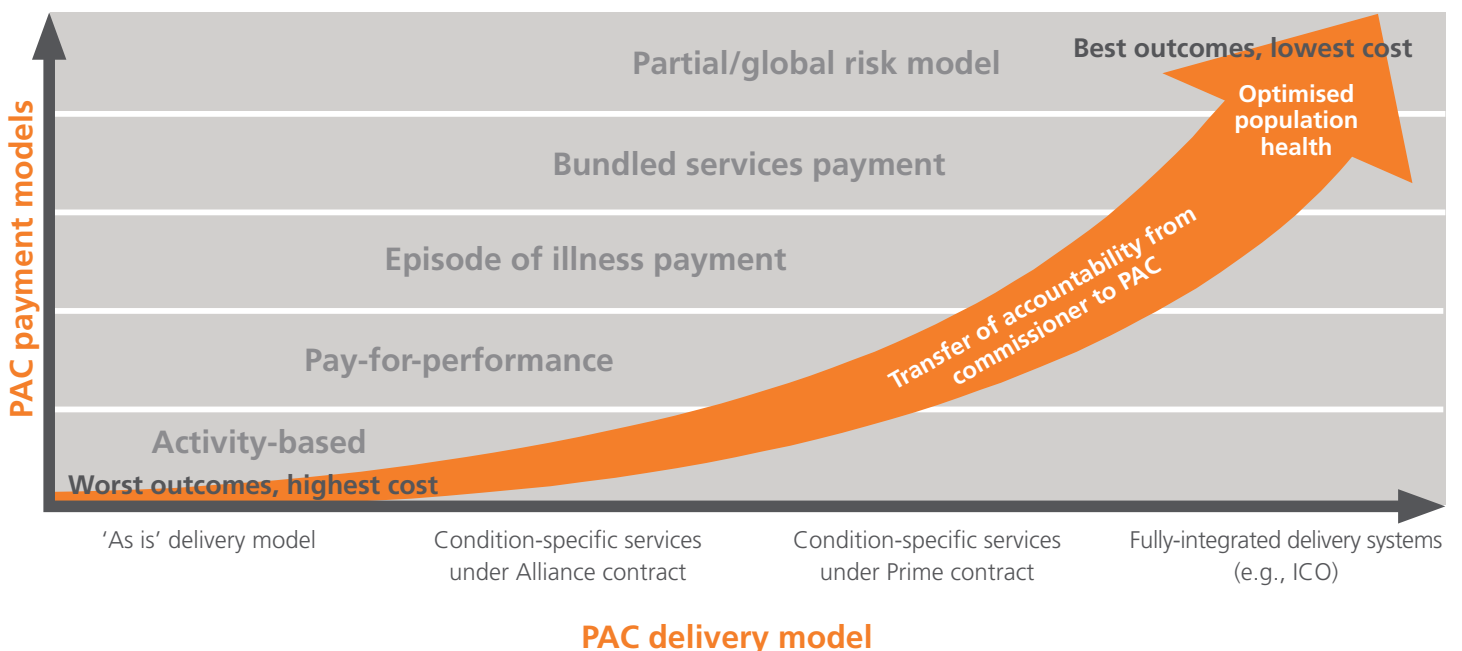 PAC payment models
Partial/global risk model
Best outcomes, lowest cost
Optimised
population
health
Bundled services payment
Episode of illness payment
Transfer of accountability from
commissioner to PAC
Pay-for-performance
Activity-based
Worst outcomes, highest cost
‘As is’ delivery model
Condition-specific services
under Alliance contract
Condition-specific services
under Prime contract
Fully-integrated delivery systems
(e.g., ICO)
PAC delivery model